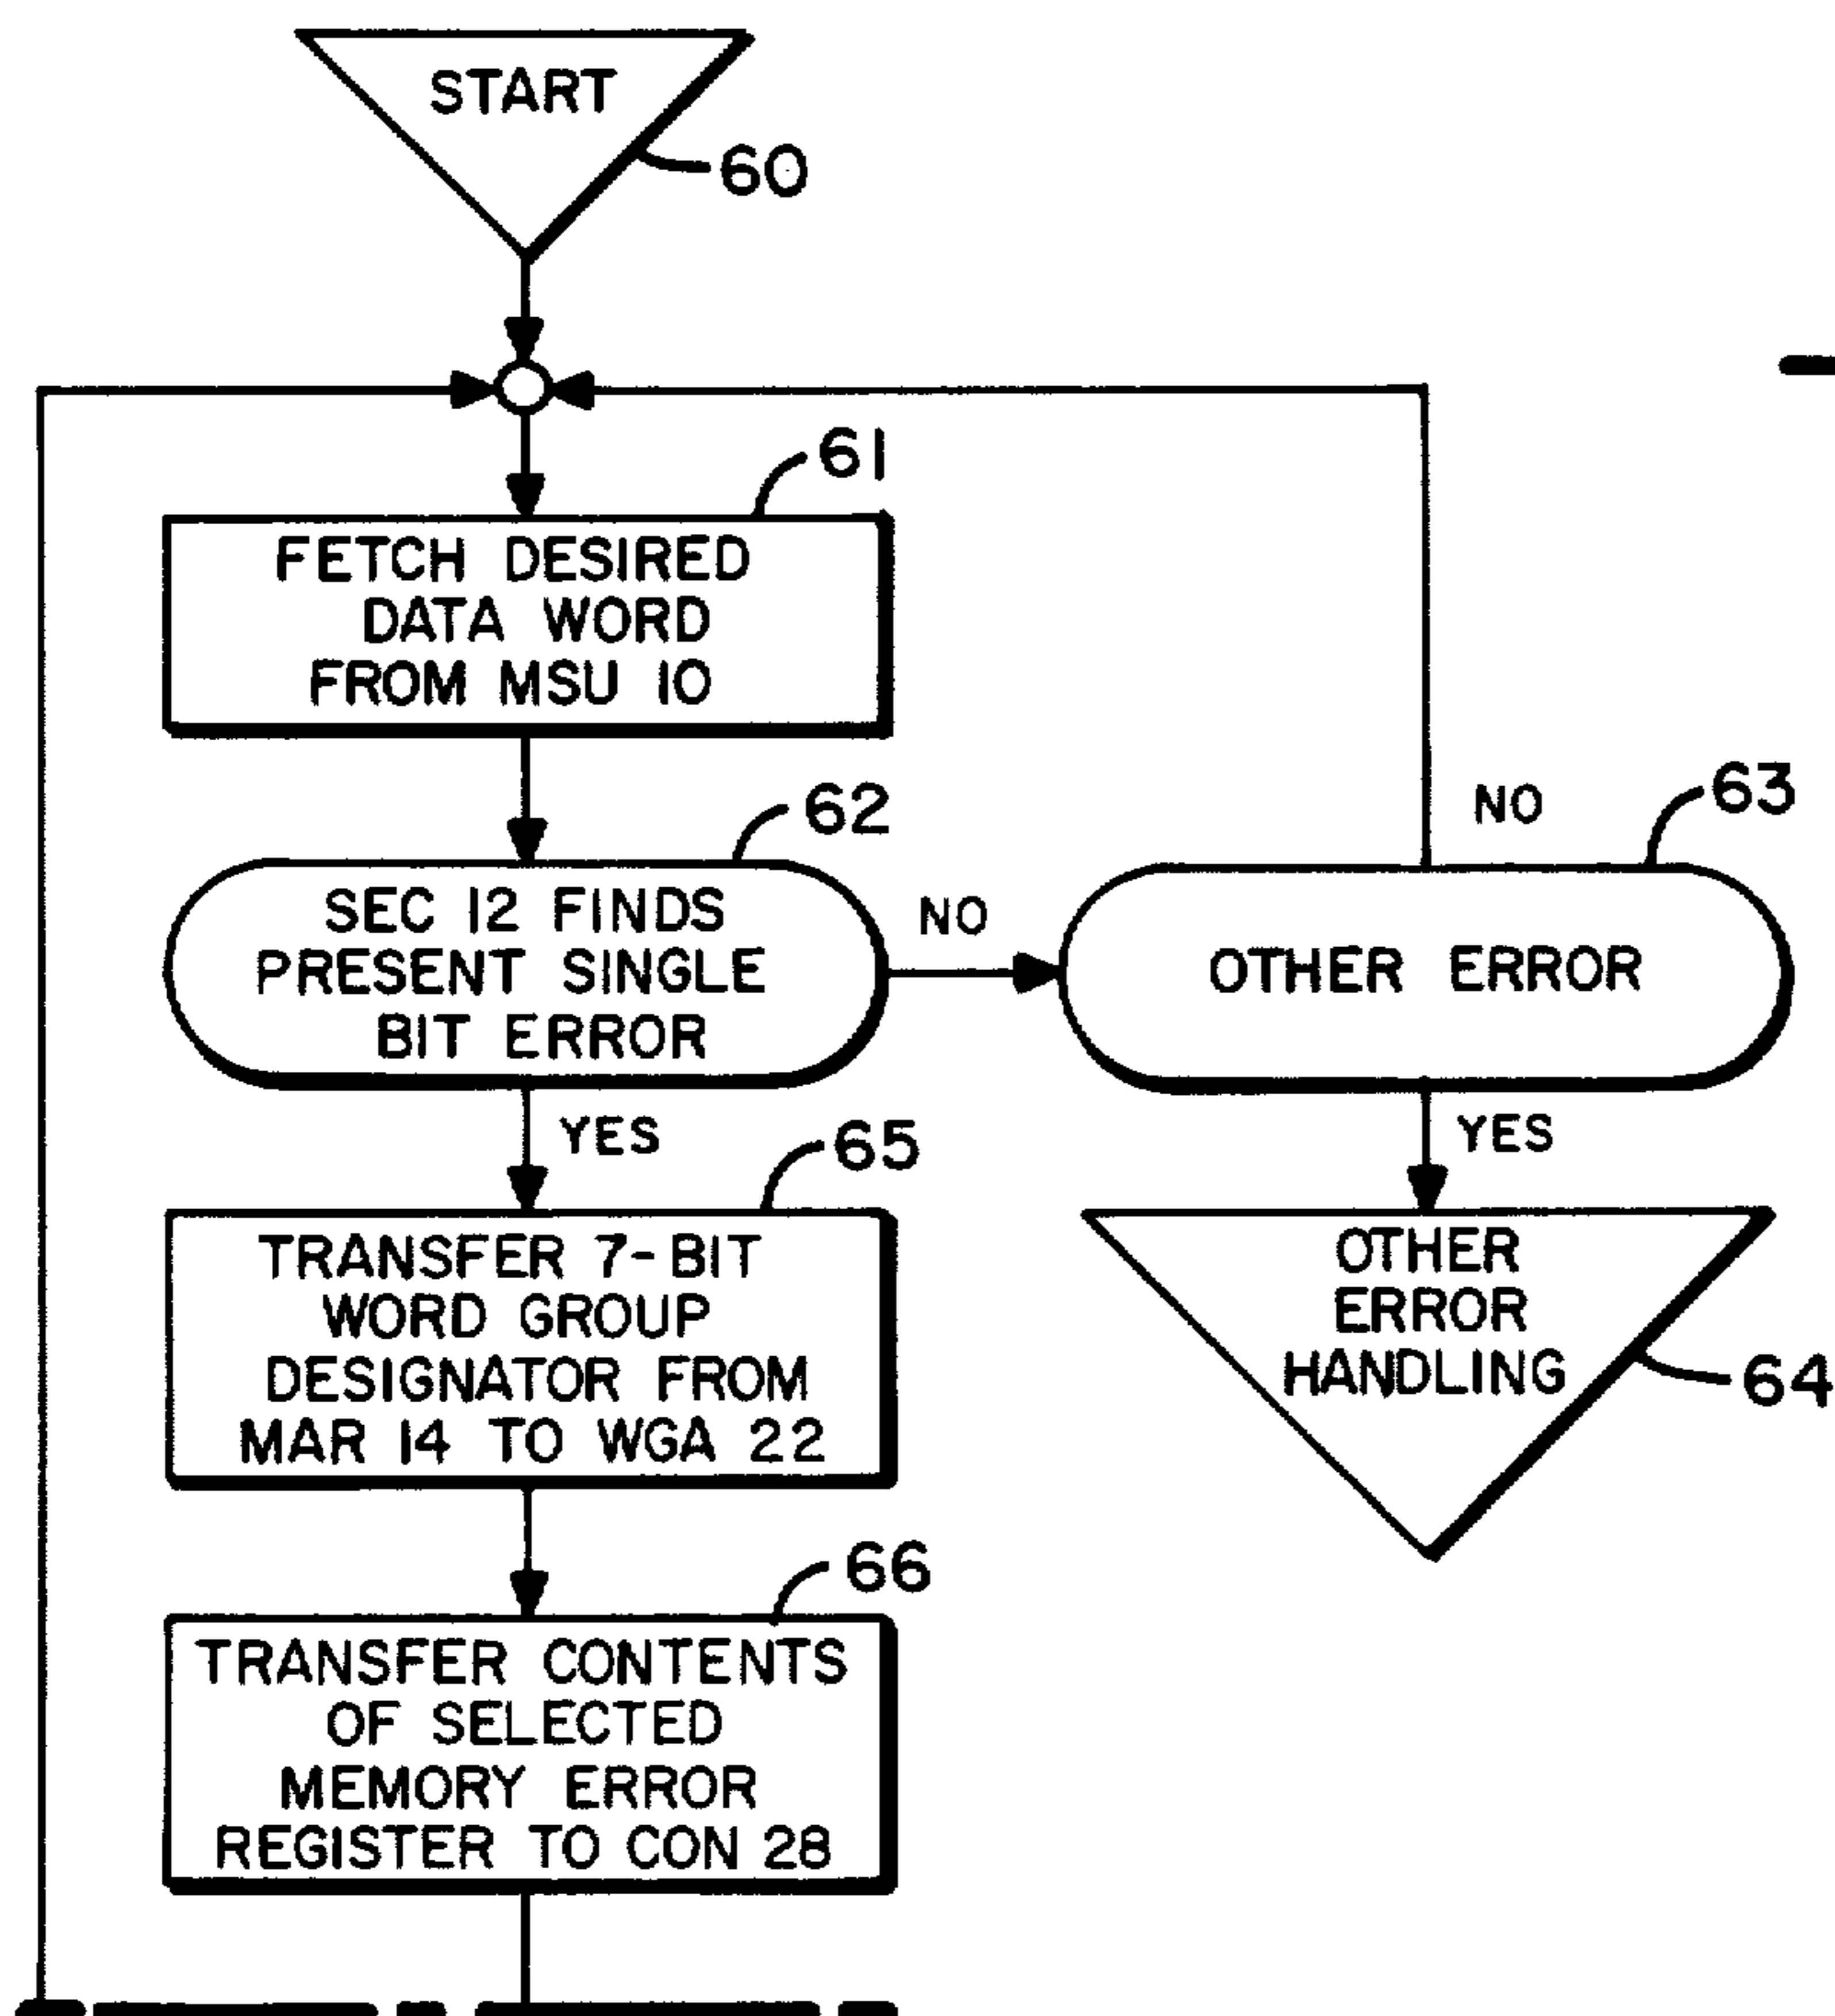 START
60
61
FETCH DESIRED
DATA WORD
FROM MSU 10
62
SEC 12 FINDS
PRESENT SINGLE
BIT ERROR
NO
NO
63
OTHER ERROR
YES
65
TRANSFER 7-BIT
WORD GROUP
DESIGNATOR FROM
MAR 14 TO WGA 22
YES
OTHER
ERROR
HANDLING
64
66
TRANSFER CONTENTS
OF SELECTED
MEMORY ERROR
REGISTER TO CON 28